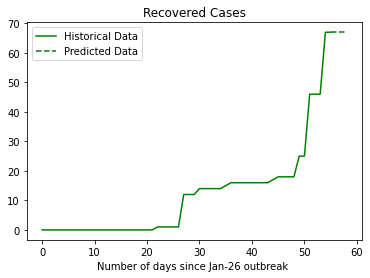 Recovered Cases
Historical Data
Predicted Data
70
60
50
40
30
20
10
0
0 10 20 30 40 50 60
Number of days since Jan-26 outbreak